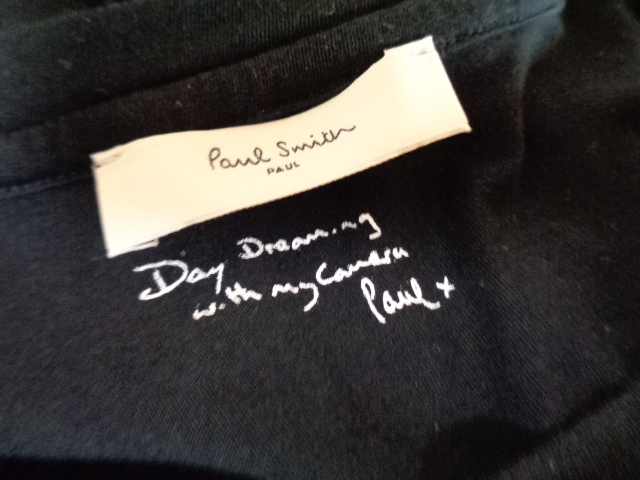 Paul Smith
PAUL
Day Dreaming
with my Camera
Paul x